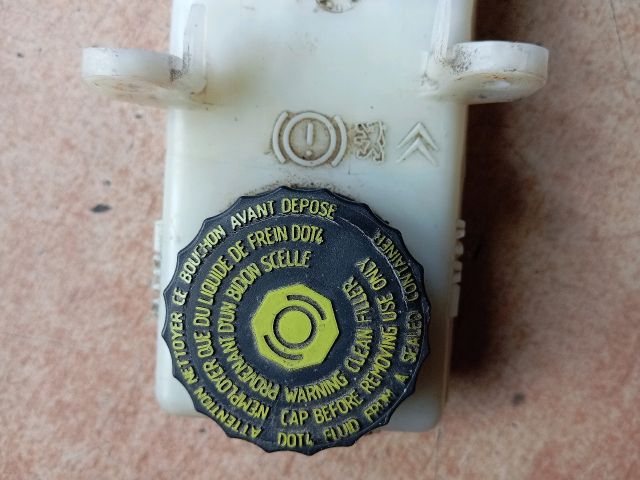 ATTENTION NETTOYER CE BOUCHON AVANT DEPOSE
N'EMPLOYER QUE DU LIQUIDE DE FREIN DOT4
PROVENANT D'UN BIDON SCELLE
WARNING CLEAN FILLER
CAP BEFORE REMOVING USE ONLY
DOT4 FLUID FROM A SEALED CONTAINER